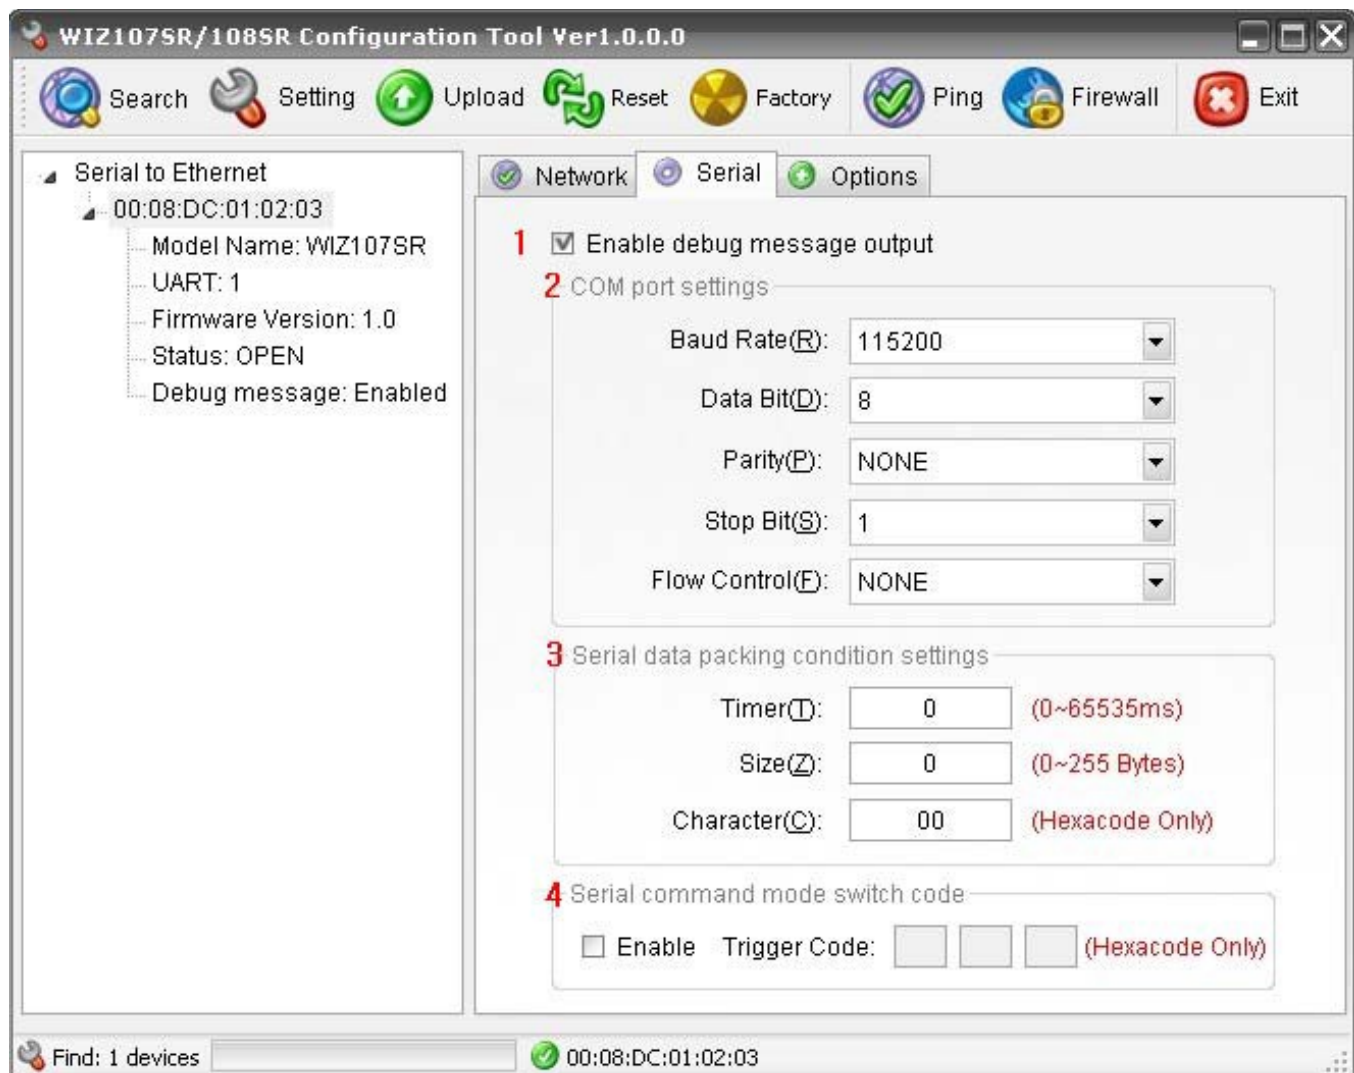 WIZ107SR/108SR Configuration Tool Ver1.0.0.0
Search Setting Upload Reset Factory Ping Firewall Exit
Serial to Ethernet
00:08:DC:01:02:03
Model Name: WIZ107SR
UART: 1
Firmware Version: 1.0
Status: OPEN
Debug message: Enabled
Network Serial Options
1 Enable debug message output
2 COM port settings
Baud Rate(R): 115200
Data Bit(D): 8
Parity(P): NONE
Stop Bit(S): 1
Flow Control(F): NONE
3 Serial data packing condition settings
Timer(T): 0 (0~65535ms)
Size(Z): 0 (0~255 Bytes)
Character(C): 00 (Hexacode Only)
4 Serial command mode switch code
Enable Trigger Code: (Hexacode Only)
Find: 1 devices 00:08:DC:01:02:03